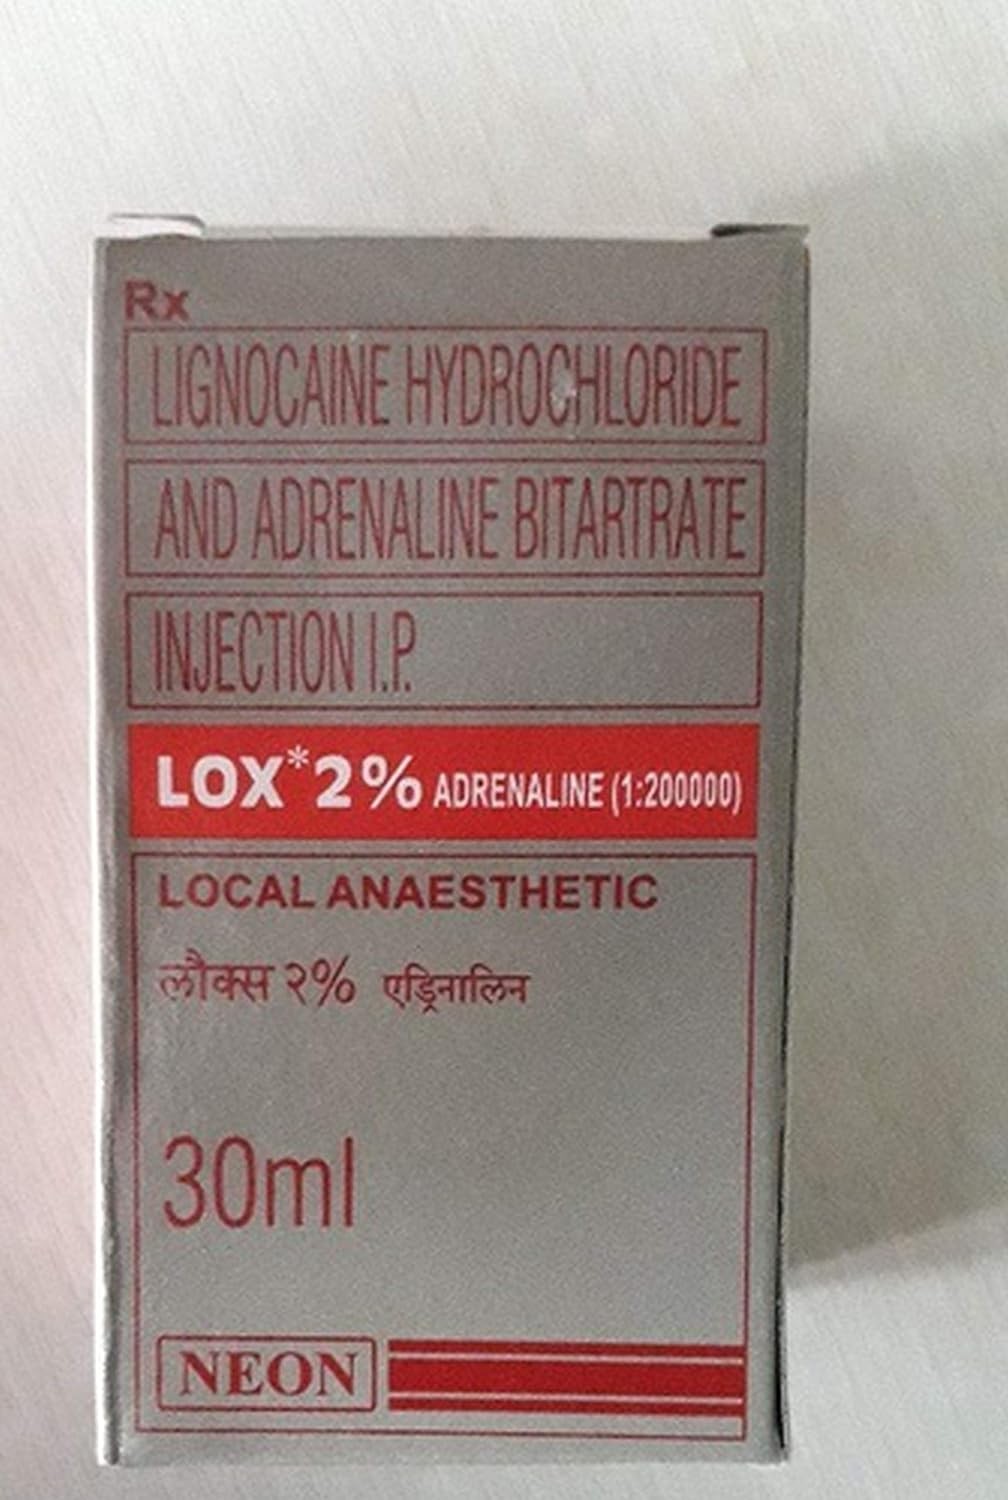 Rx
LIGNOCAINE HYDROCHLORIDE
AND ADRENALINE BITARTRATE
INJECTION I.P.
LOX*2% ADRENALINE (1:200000)
LOCAL ANAESTHETIC
लौक्स २% एड्रिनालिन
30ml
NEON